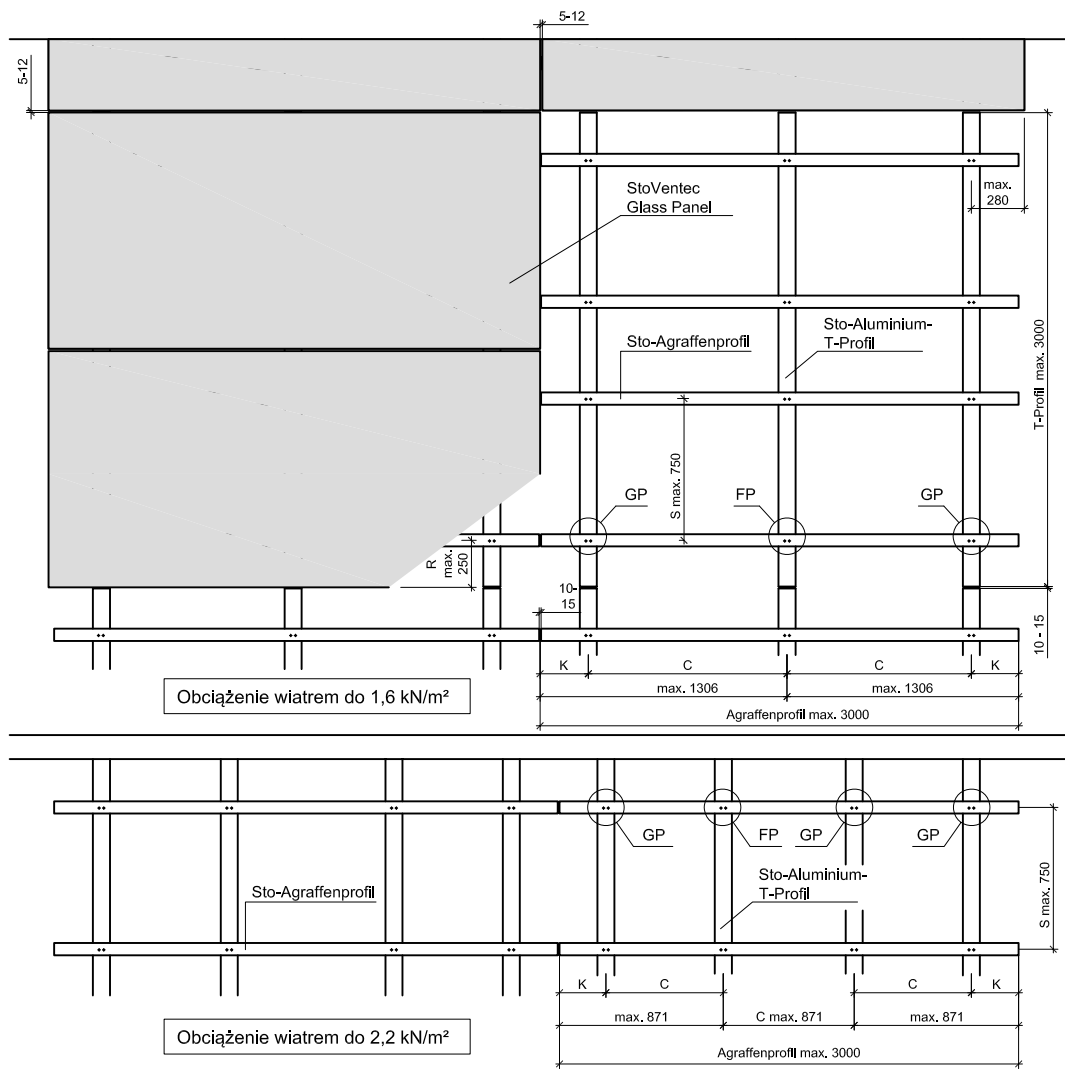 5-12
5-12
StoVentec
Glass Panel
max.
280
Sto-Agraffenprofil
Sto-Aluminium-
T-Profil
T-Profil max. 3000
S max. 750
GP
FP
GP
R
max.
250
10-
15
10 - 15
K
C
C
K
max. 1306
max. 1306
Agraffenprofil max. 3000
Obciążenie wiatrem do 1,6 kN/m²
GP
FP
GP
GP
Sto-Agraffenprofil
Sto-Aluminium-
T-Profil
S max. 750
K
C
C
K
max. 871
C max. 871
max. 871
Agraffenprofil max. 3000
Obciążenie wiatrem do 2,2 kN/m²